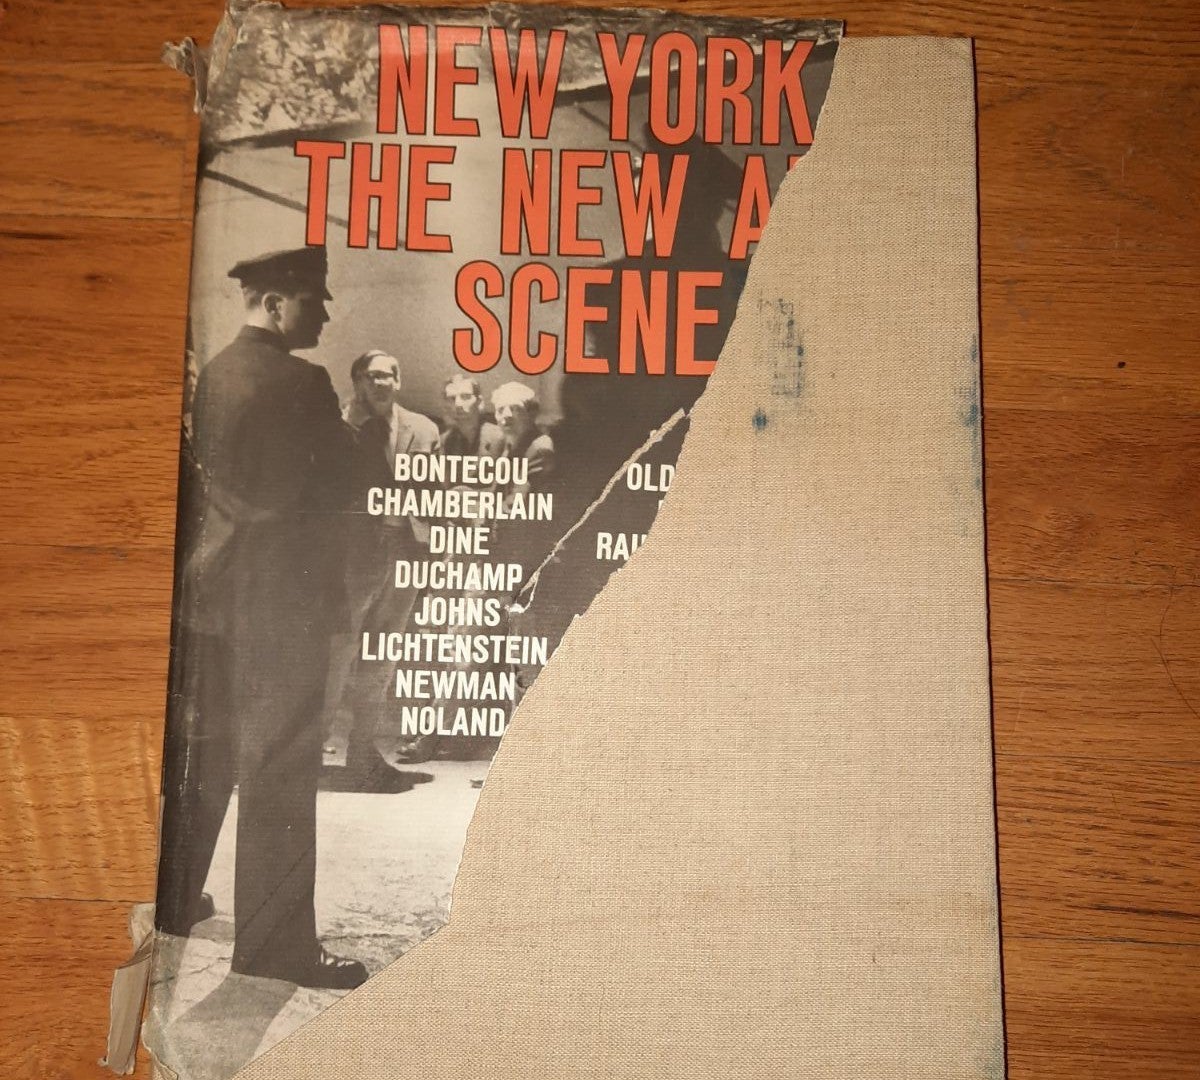 NEW YORK
THE NEW A
SCENE
BONTECOU
CHAMBERLAIN
DINE
DUCHAMP
JOHNS
LICHTENSTEIN
NEWMAN
NOLAND
OLD
RAU